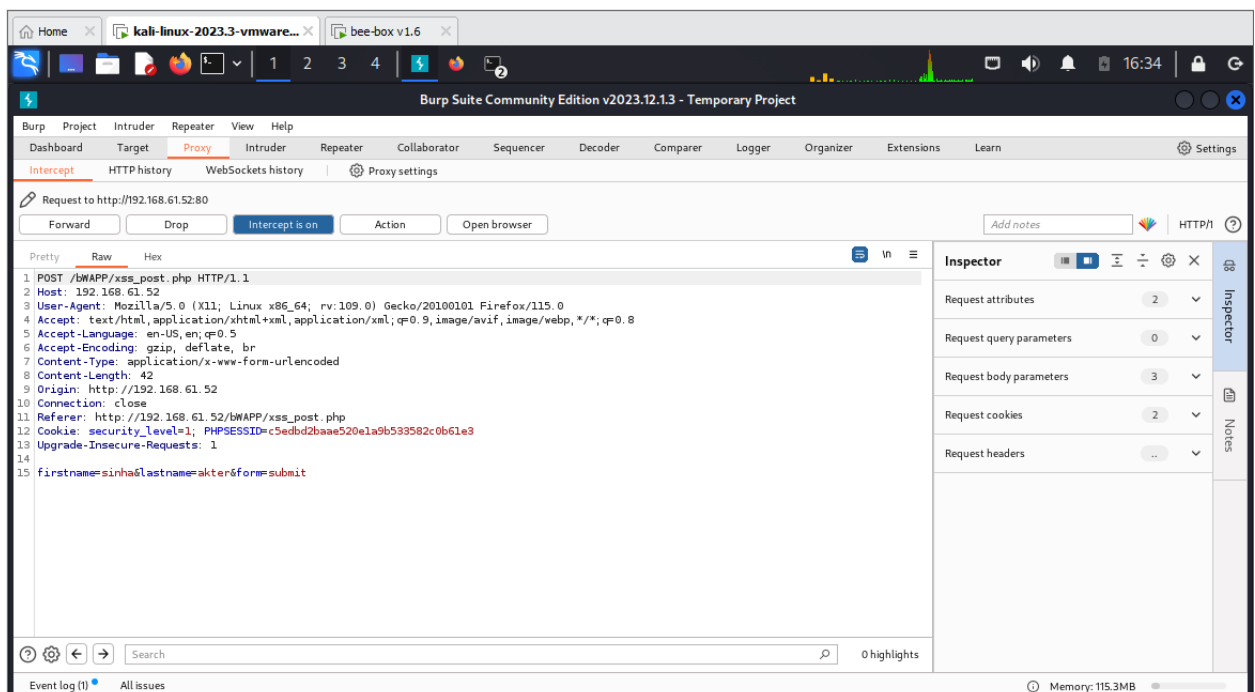 Home
kali-linux-2023.3-vmware...
bee-box v1.6
1 2 3 4
2
16:34
Burp Suite Community Edition v2023.12.1.3 - Temporary Project
Burp Project Intruder Repeater View Help
Dashboard Target Proxy Intruder Repeater Collaborator Sequencer Decoder Comparer Logger Organizer Extensions Learn Settings
Intercept HTTP history WebSockets history Proxy settings
Request to http://192.168.61.52:80
Forward Drop Intercept is on Action Open browser Add notes HTTP/1
Pretty Raw Hex \n
1 POST /bWAPP/xss_post.php HTTP/1.1
2 Host: 192.168.61.52
3 User-Agent: Mozilla/5.0 (X11; Linux x86_64; rv:109.0) Gecko/20100101 Firefox/115.0
4 Accept: text/html,application/xhtml+xml,application/xml;q=0.9,image/avif,image/webp,*/*;q=0.8
5 Accept-Language: en-US,en;q=0.5
6 Accept-Encoding: gzip, deflate, br
7 Content-Type: application/x-www-form-urlencoded
8 Content-Length: 42
9 Origin: http://192.168.61.52
10 Connection: close
11 Referer: http://192.168.61.52/bWAPP/xss_post.php
12 Cookie: security_level=1; PHPSESSID=c5edbd2baae520e1a9b533582c0b61e3
13 Upgrade-Insecure-Requests: 1
14
15 firstname=sinha&lastname=akter&form=submit
Inspector
Request attributes 2
Request query parameters 0
Request body parameters 3
Request cookies 2
Request headers ..
Inspector
Notes
Search
0 highlights
Event log (1) All issues
Memory: 115.3MB